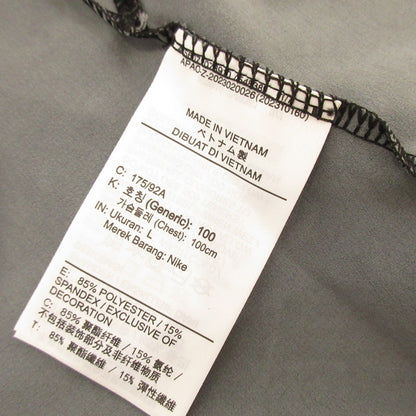 APA0-Z-2023020026(202310160)
MADE IN VIETNAM
ベトナム製
DIBUAT DI VIETNAM
C: 175/92A
K: 호칭 (Generic): 100
가슴둘레 (Chest): 100cm
IN: Ukuran: L
Merek Barang: Nike
E: 85% POLYESTER / 15%
SPANDEX / EXCLUSIVE OF
DECORATION
C: 85% 聚酯纤维 / 15% 氨纶 /
不包括装饰部分及非纤维物质
T: 85% 聚酯纖維 / 15% 彈性纖維